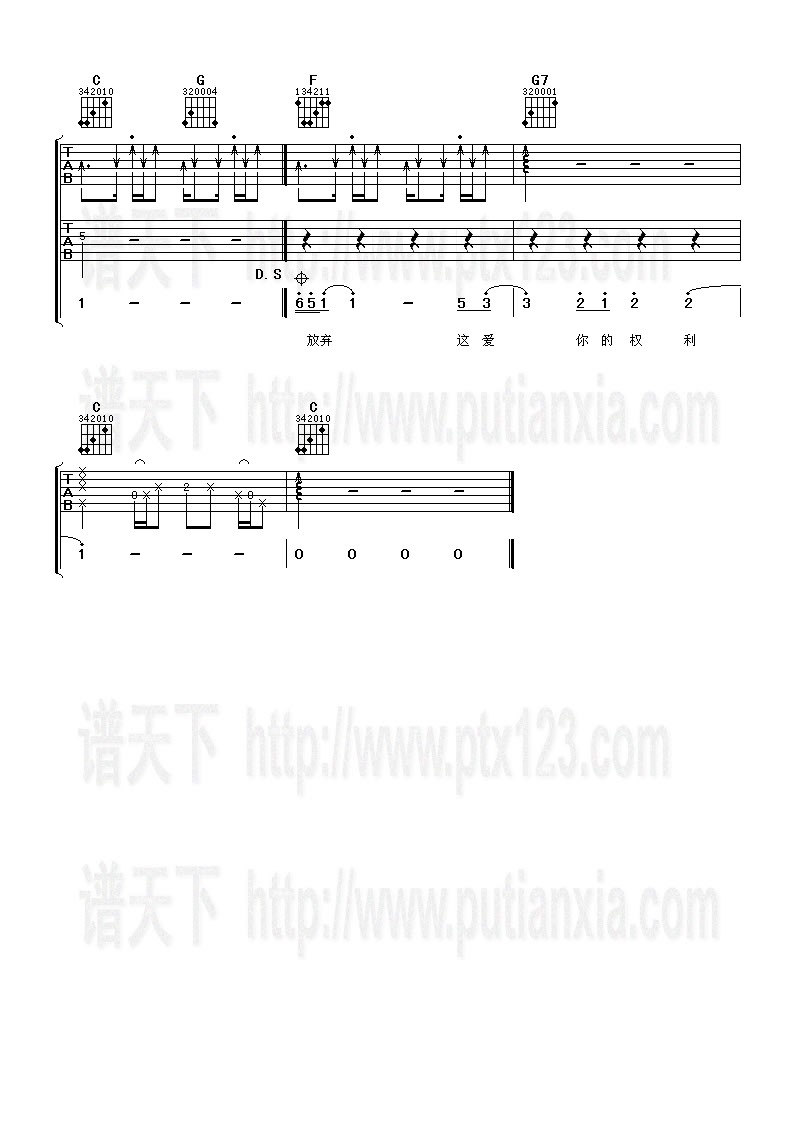 C G F G7
342010 320004 134211 320001
T
A
B
T
A
B
5 – – –
谱天下 http://www.ptx123.com
D.S
1 – – – 651 1 – 5 3 3 2 1 2 2
放弃 这 爱 你 的 权 利
谱天下 http://www.putianxia.com
C C
342010 342010
T
A
B
0 2 0
1 – – – 0 0 0 0
谱天下 http://www.ptx123.com
谱天下 http://www.putianxia.com